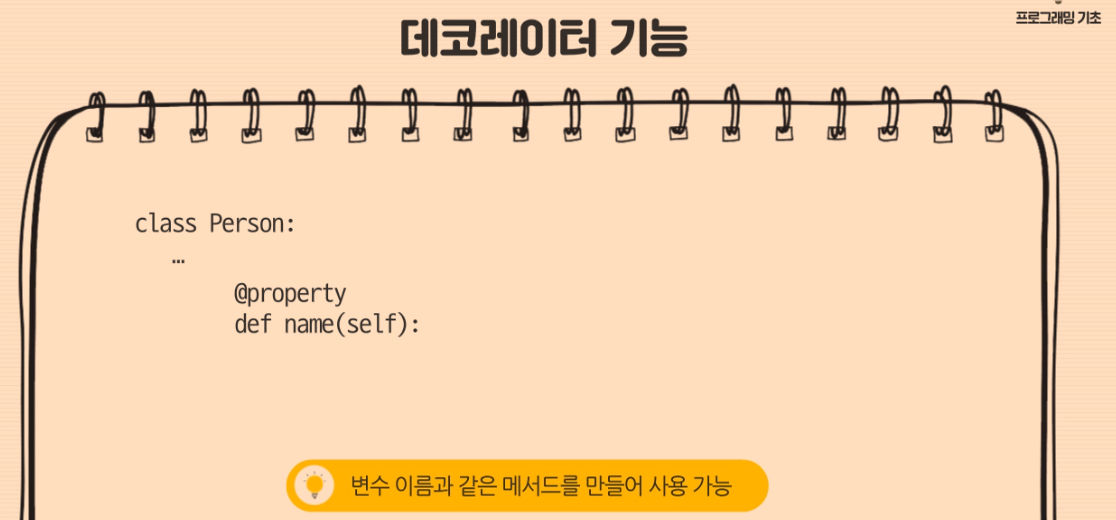 프로그래밍 기초
데코레이터 기능
class Person:
…
@property
def name(self):
변수 이름과 같은 메서드를 만들어 사용 가능